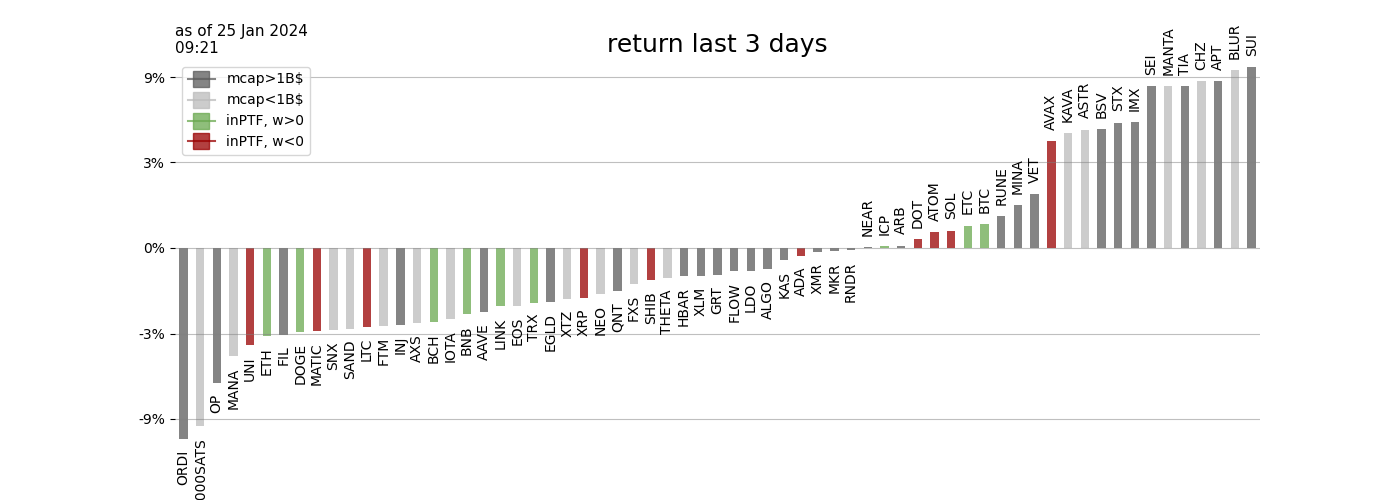 as of 25 Jan 2024
09:21
return last 3 days
mcap>1B$
mcap<1B$
inPTF, w>0
inPTF, w<0
9%
3%
0%
-3%
-9%
ORDI
000SATS
OP
MANA
UNI
ETH
FIL
DOGE
MATIC
SNX
SAND
LTC
FTM
INJ
AXS
BCH
IOTA
BNB
AAVE
LINK
EOS
TRX
EGLD
XTZ
XRP
NEO
QNT
FXS
SHIB
THETA
HBAR
XLM
GRT
FLOW
LDO
ALGO
KAS
ADA
XMR
MKR
RNDR
NEAR
ICP
ARB
DOT
ATOM
SOL
ETC
BTC
RUNE
MINA
VET
AVAX
KAVA
ASTR
BSV
STX
IMX
SEI
MANTA
TIA
CHZ
APT
BLUR
SUI